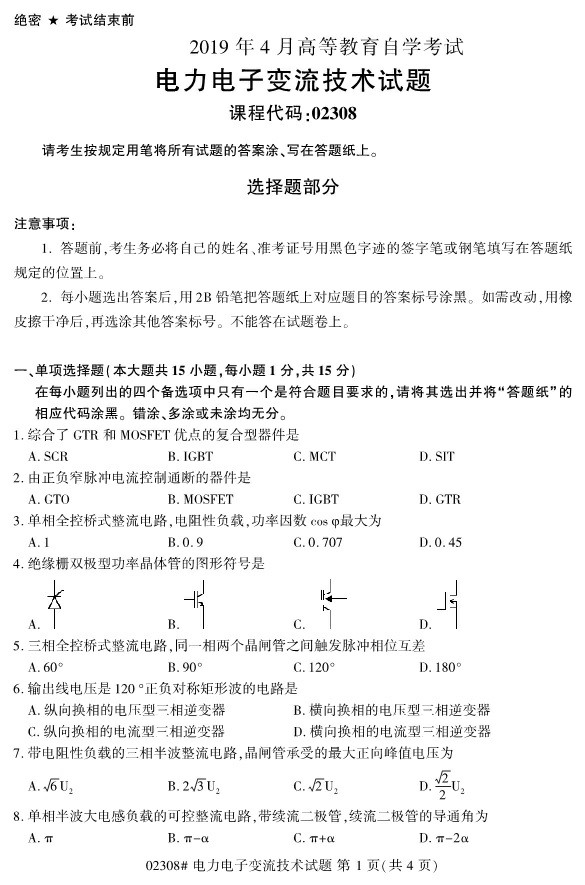 绝密 ★ 考试结束前
2019 年 4 月高等教育自学考试
电力电子变流技术试题
课程代码:02308
请考生按规定用笔将所有试题的答案涂、写在答题纸上。
选择题部分
注意事项:
1. 答题前,考生务必将自己的姓名、准考证号用黑色字迹的签字笔或钢笔填写在答题纸
规定的位置上。
2. 每小题选出答案后,用 2B 铅笔把答题纸上对应题目的答案标号涂黑。如需改动,用橡
皮擦干净后,再选涂其他答案标号。不能答在试题卷上。
一、单项选择题(本大题共 15 小题,每小题 1 分,共 15 分)
在每小题列出的四个备选项中只有一个是符合题目要求的,请将其选出并将“答题纸”的
相应代码涂黑。错涂、多涂或未涂均无分。
1. 综合了 GTR 和 MOSFET 优点的复合型器件是
A. SCR B. IGBT C. MCT D. SIT
2. 由正负窄脉冲电流控制通断的器件是
A. GTO B. MOSFET C. IGBT D. GTR
3. 单相全控桥式整流电路,电阻性负载,功率因数 cos φ最大为
A. 1 B. 0. 9 C. 0. 707 D. 0. 45
4. 绝缘栅双极型功率晶体管的图形符号是
A. B. C. D.
5. 三相全控桥式整流电路,同一相两个晶闸管之间触发脉冲相位互差
A. 60° B. 90° C. 120° D. 180°
6. 输出线电压是 120 °正负对称矩形波的电路是
A. 纵向换相的电压型三相逆变器 B. 横向换相的电压型三相逆变器
C. 纵向换相的电流型三相逆变器 D. 横向换相的电流型三相逆变器
7. 带电阻性负载的三相半波整流电路,晶闸管承受的最大正向峰值电压为
A. √6U₂ B. 2√3U₂ C. √2U₂ D. √2/2U₂
8. 单相半波大电感负载的可控整流电路,带续流二极管,续流二极管的导通角为
A. π B. π-α C. π+α D. π-2α
02308# 电力电子变流技术试题 第 1 页(共 4 页)